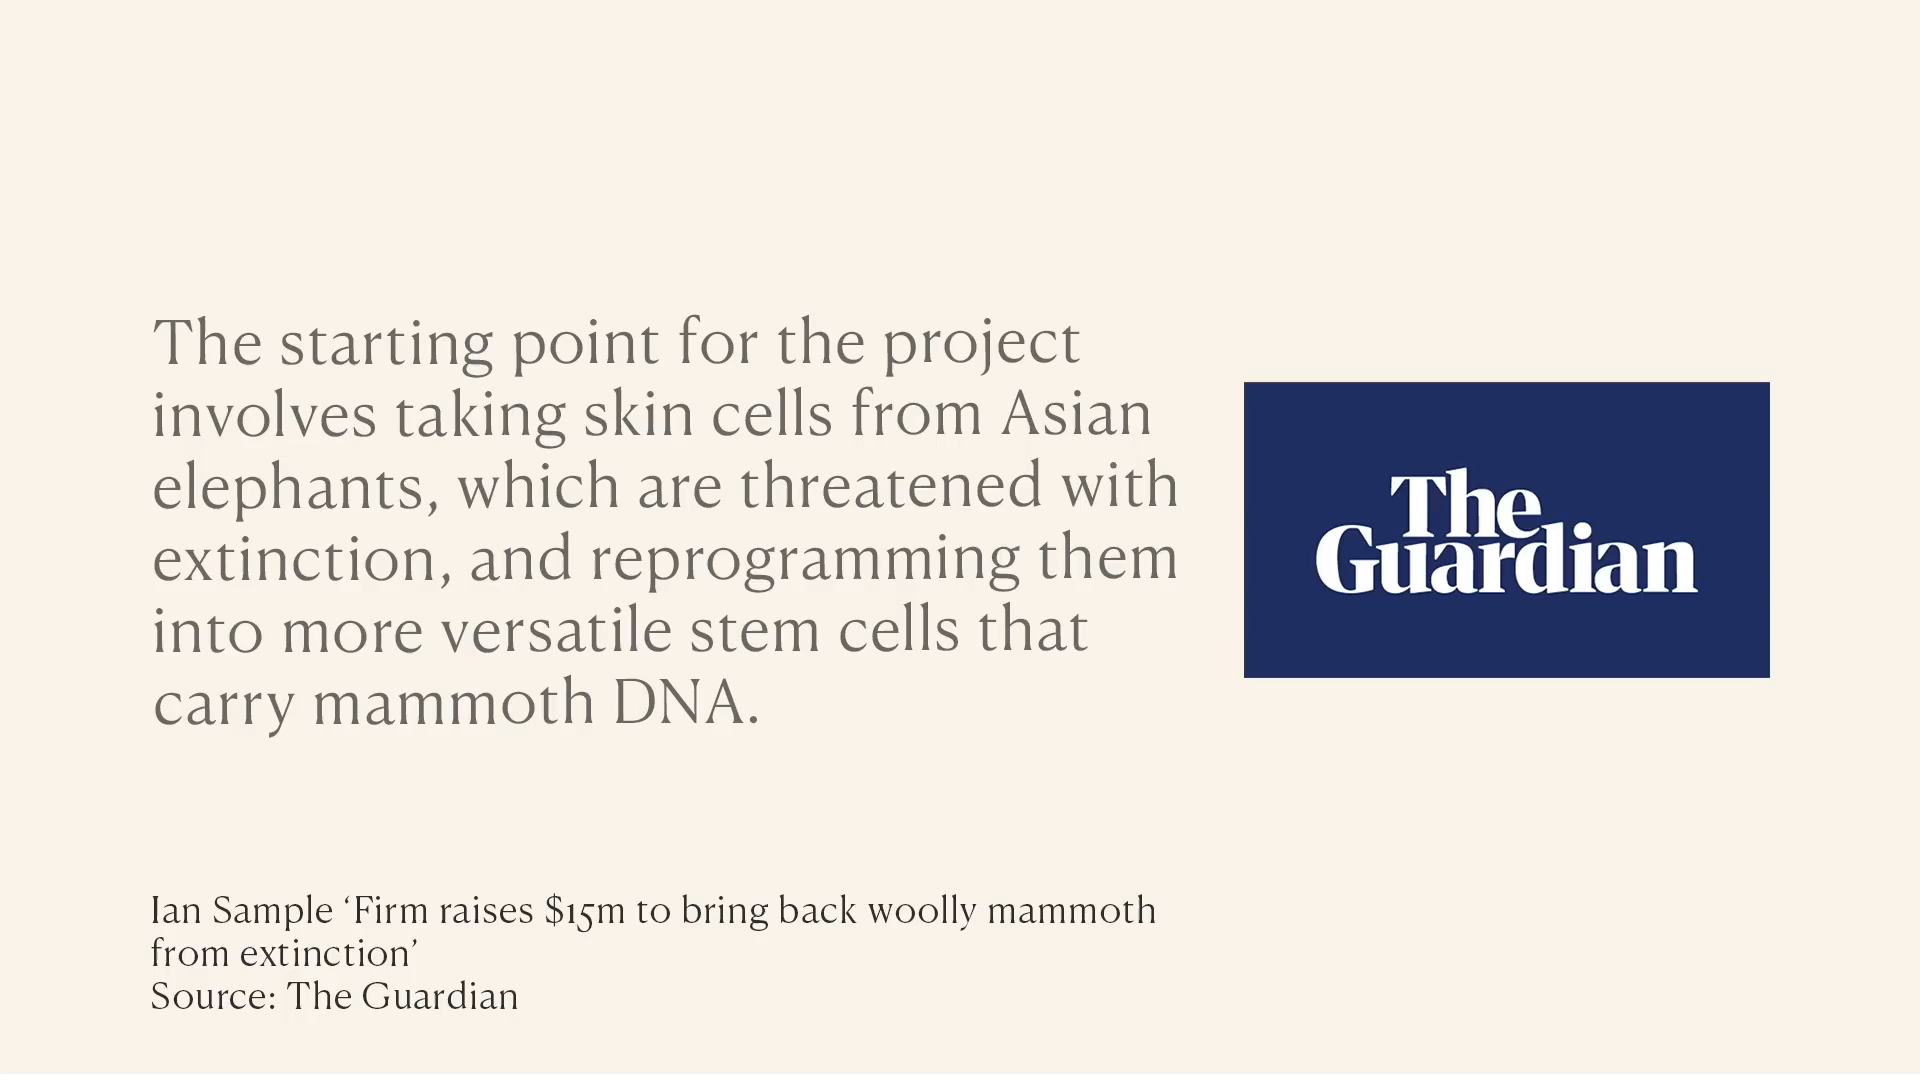 The starting point for the project
involves taking skin cells from Asian
elephants, which are threatened with
extinction, and reprogramming them
into more versatile stem cells that
carry mammoth DNA.
The
Guardian
Ian Sample ‘Firm raises $15m to bring back woolly mammoth
from extinction’
Source: The Guardian